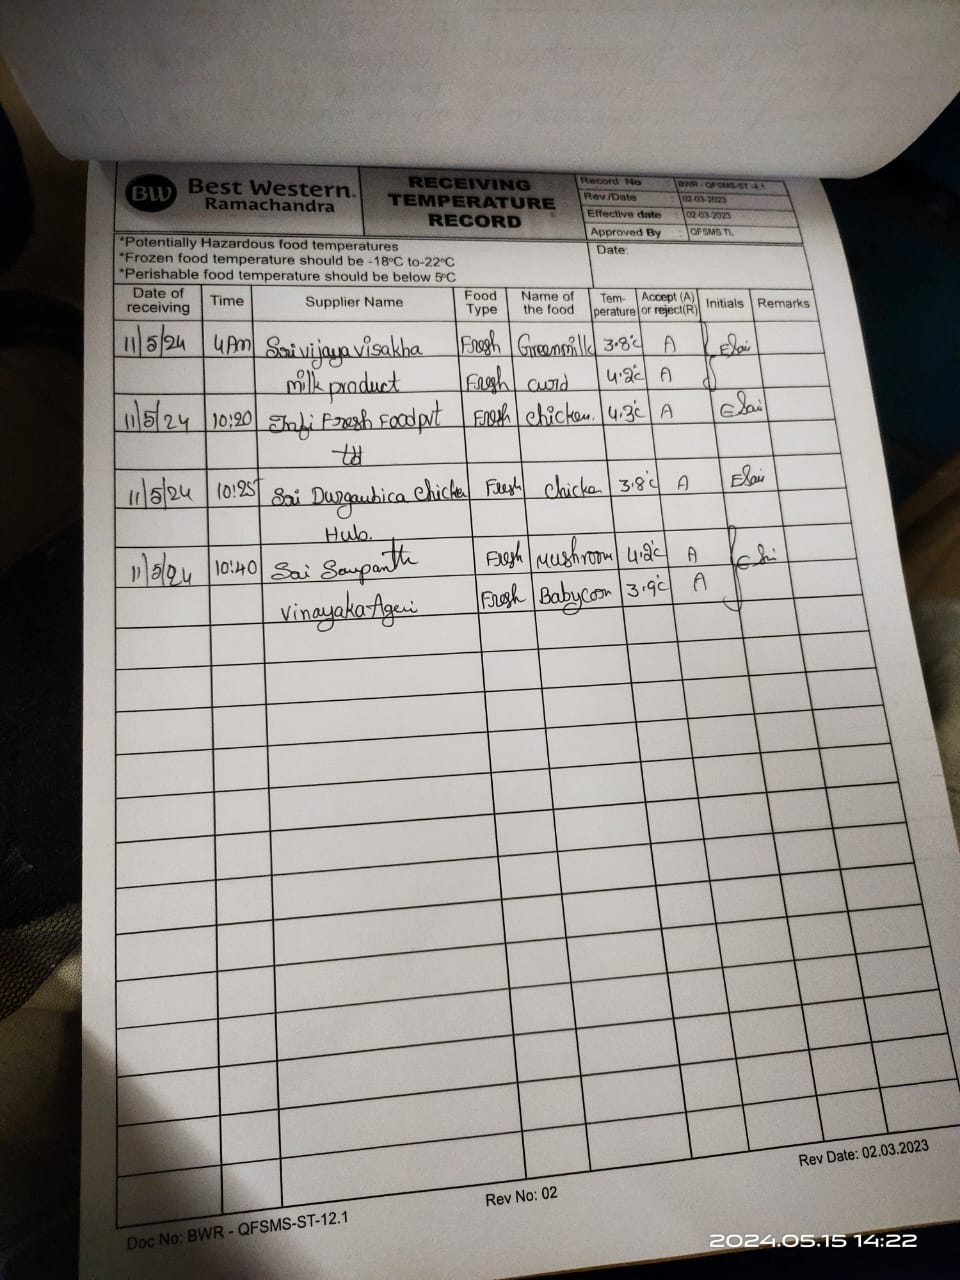 BW Best Western.
Ramachandra
RECEIVING
TEMPERATURE
RECORD
Record No : BWR - QFSMS-ST -4.1
Rev./Date : 02-03-2023
Effective date : 02-03-2023
Approved By : QFSMS TL
*Potentially Hazardous food temperatures
*Frozen food temperature should be -18°C to-22°C
*Perishable food temperature should be below 5°C
Date:
Date of receiving Time Supplier Name Food Type Name of the food Tem-perature Accept (A) or reject(R) Initials Remarks
11/5/24 4Am Sai vijaya visakha Fresh Greenmilk 3.8°c A ESai
milk product Fresh curd 4.2°c A
11/5/24 10:20 Fresh Food pvt Fresh chicken. 4.3°c A ESai
td
11/5/24 10:25 Sai Durgambica Chicken Fresh chicken 3.8°c A ESai
Hub.
11/5/24 10:40 Sai Fresh Mushroom 4.2°c A ESai
vinayaka Fresh Babycorn 3.9°c A
Doc No: BWR - QFSMS-ST-12.1 Rev No: 02 Rev Date: 02.03.2023
2024.05.15 14:22